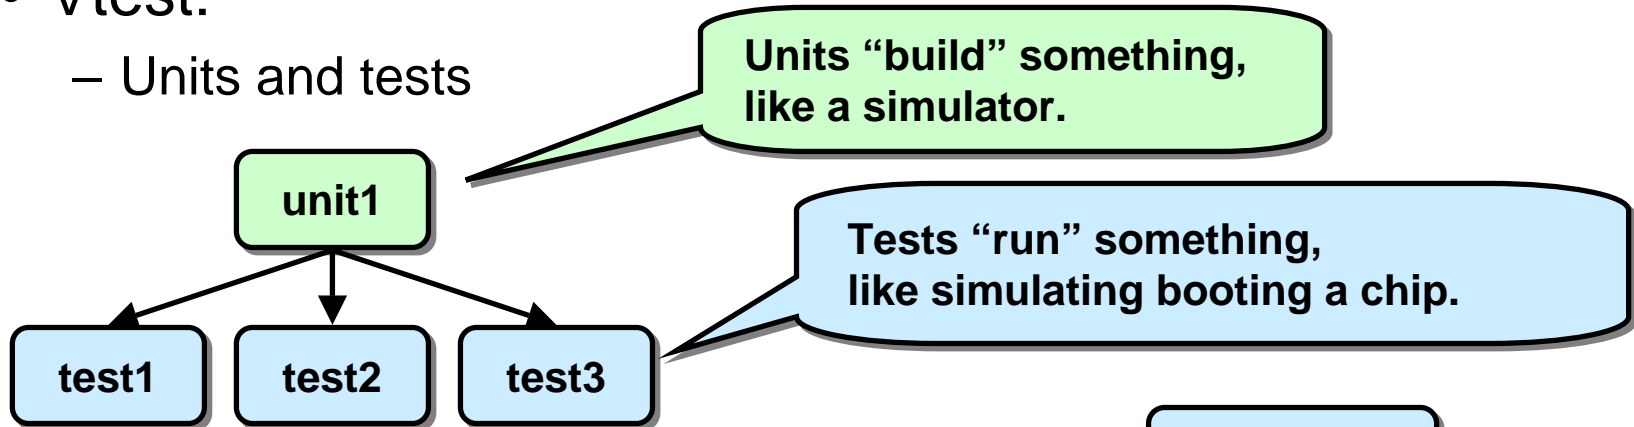 • Vtest:
– Units and tests
Units “build” something,
like a simulator.
unit1
Tests “run” something,
like simulating booting a chip.
test1 test2 test3